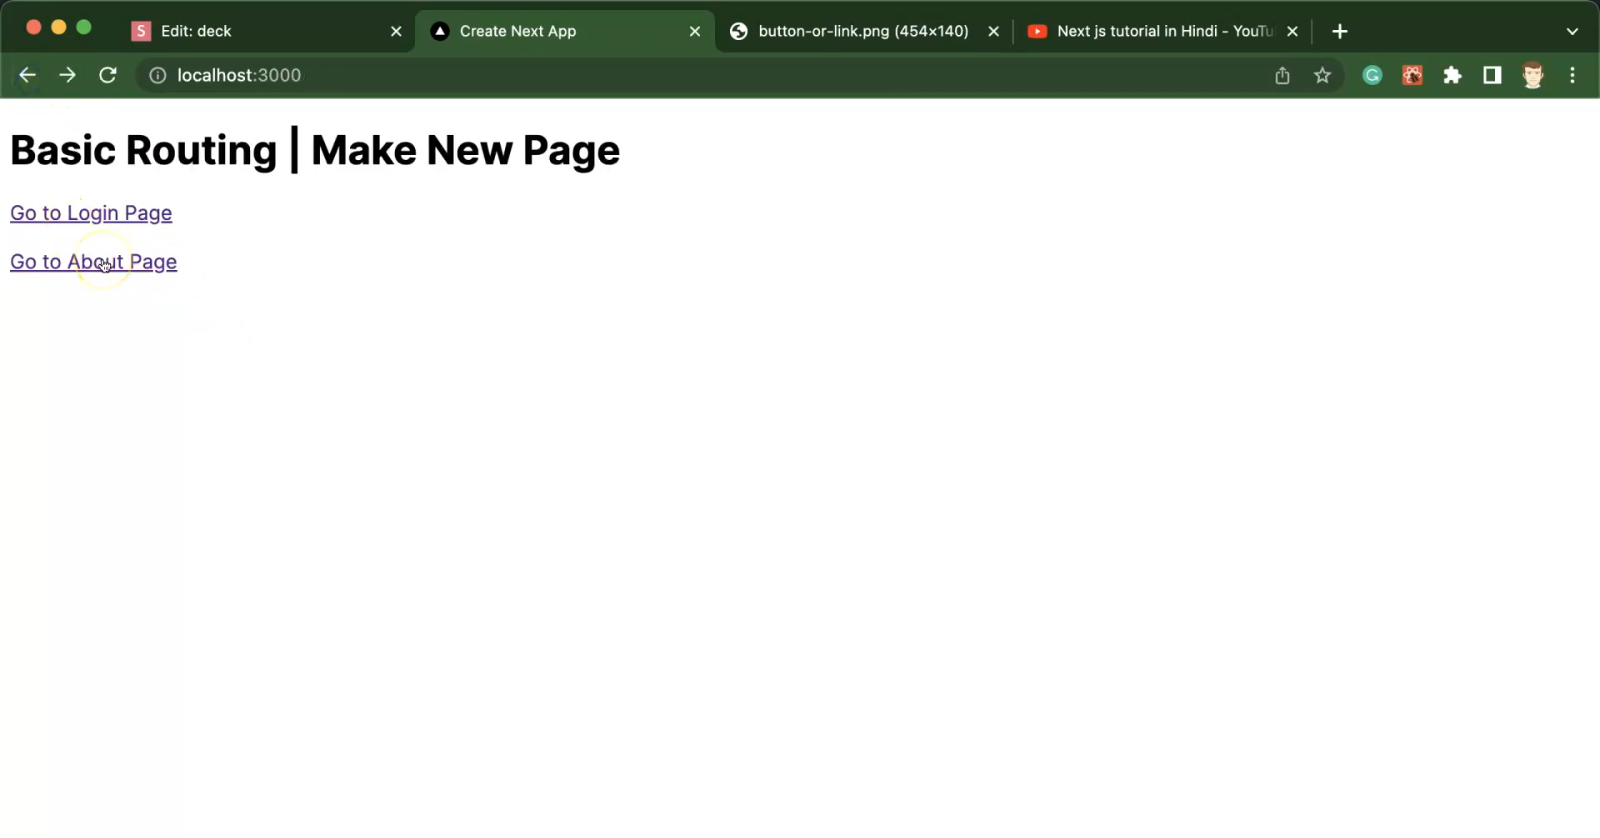 S Edit: deck
Create Next App
button-or-link.png (454×140)
Next js tutorial in Hindi - YouTu
localhost:3000
Basic Routing | Make New Page
Go to Login Page
Go to About Page